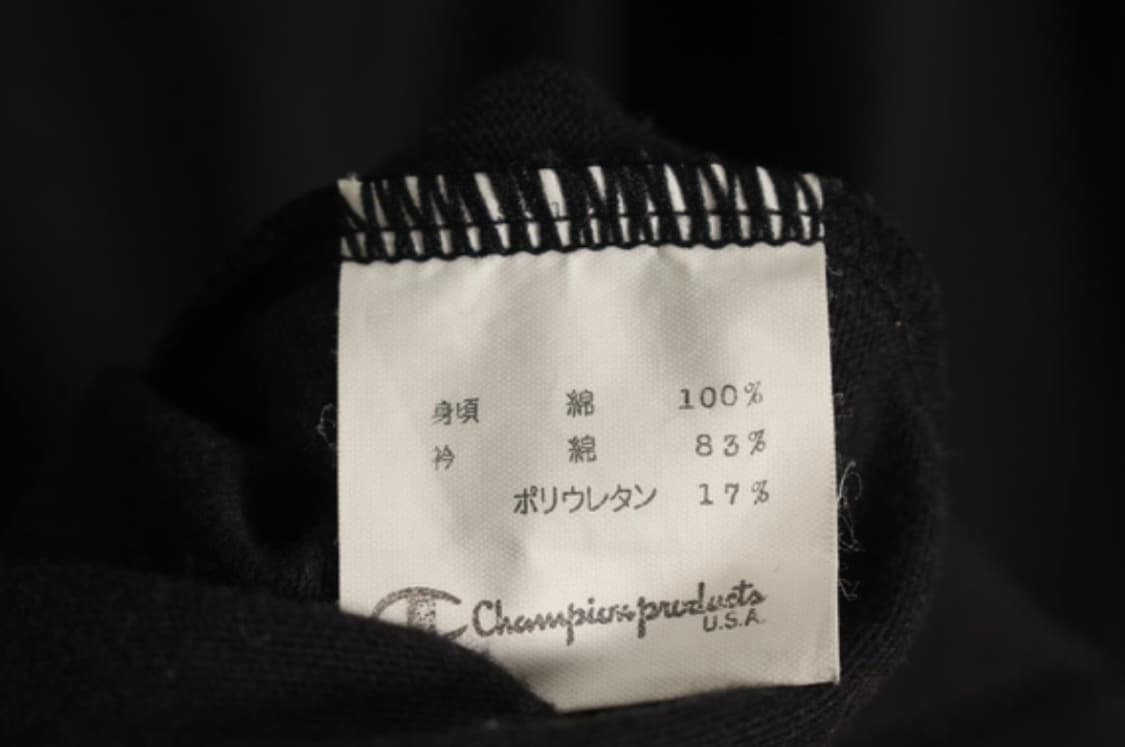 身頃 綿 100%
衿 綿 83%
ポリウレタン 17%
Champion products
U.S.A.